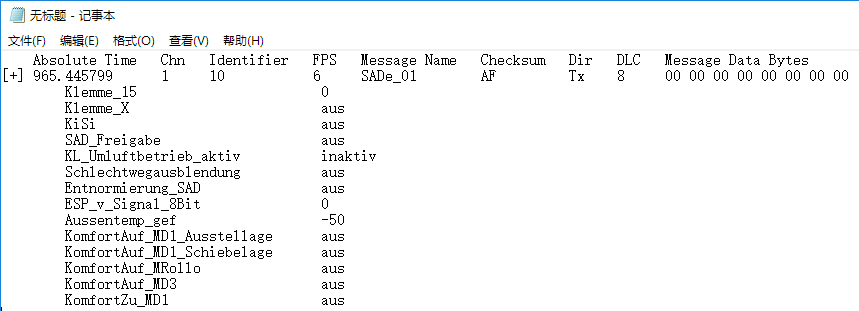 无标题 - 记事本
文件(F) 编辑(E) 格式(O) 查看(V) 帮助(H)
Absolute Time Chn Identifier FPS Message Name Checksum Dir DLC Message Data Bytes
[+] 965.445799 1 10 6 SADe_01 AF Tx 8 00 00 00 00 00 00 00 00
Klemme_15 0
Klemme_X aus
KiSi aus
SAD_Freigabe aus
KL_Umluftbetrieb_aktiv inaktiv
Schlechtwegausblendung aus
Entnormierung_SAD aus
ESP_v_Signal_8Bit 0
Aussentemp_gef -50
KomfortAuf_MD1_Ausstellage aus
KomfortAuf_MD1_Schiebelage aus
KomfortAuf_MRollo aus
KomfortAuf_MD3 aus
KomfortZu_MD1 aus